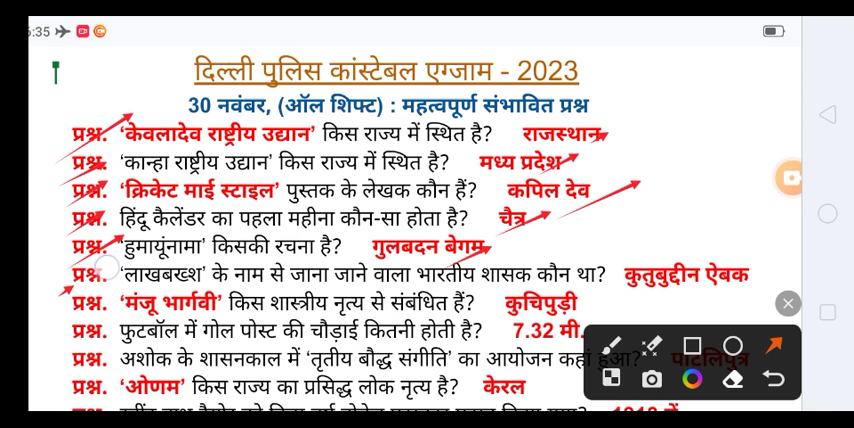 :35
दिल्ली पुलिस कांस्टेबल एग्जाम - 2023
30 नवंबर, (ऑल शिफ्ट) : महत्वपूर्ण संभावित प्रश्न
प्रश्न. ‘केवलादेव राष्ट्रीय उद्यान’ किस राज्य में स्थित है? राजस्थान
प्रश्न. ‘कान्हा राष्ट्रीय उद्यान’ किस राज्य में स्थित है? मध्य प्रदेश
प्रश्न. ‘क्रिकेट माई स्टाइल’ पुस्तक के लेखक कौन हैं? कपिल देव
प्रश्न. हिंदू कैलेंडर का पहला महीना कौन-सा होता है? चैत्र
प्रश्न. ‘हुमायूंनामा’ किसकी रचना है? गुलबदन बेगम
प्रश्न. ‘लाखबख्श’ के नाम से जाना जाने वाला भारतीय शासक कौन था? कुतुबुद्दीन ऐबक
प्रश्न. ‘मंजू भार्गवी’ किस शास्त्रीय नृत्य से संबंधित हैं? कुचिपुड़ी
प्रश्न. फुटबॉल में गोल पोस्ट की चौड़ाई कितनी होती है? 7.32 मी.
प्रश्न. अशोक के शासनकाल में ‘तृतीय बौद्ध संगीति’ का आयोजन कहां हुआ? पाटलिपुत्र
प्रश्न. ‘ओणम’ किस राज्य का प्रसिद्ध लोक नृत्य है? केरल